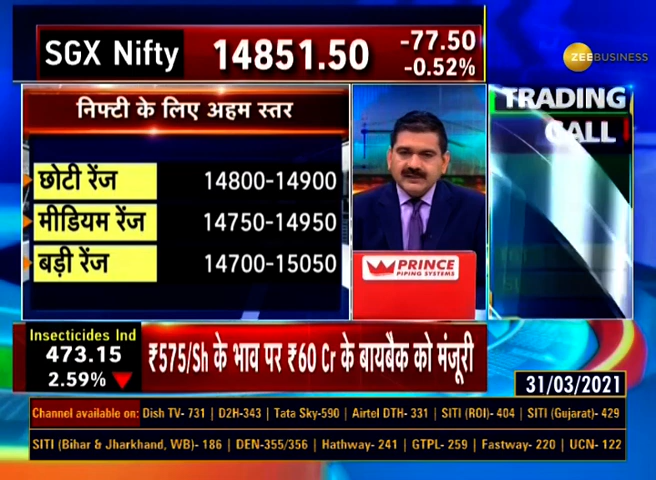 SGX Nifty 14851.50 -77.50
-0.52%
ZEE BUSINESS
निफ्टी के लिए अहम स्तर
छोटी रेंज 14800-14900
मीडियम रेंज 14750-14950
बड़ी रेंज 14700-15050
PRINCE
PIPING SYSTEMS
TRADING
CALL
Insecticides Ind
473.15
2.59% ▼
₹575/Sh के भाव पर ₹60 Cr के बायबैक को मंजूरी
31/03/2021
Channel available on: Dish TV- 731 | D2H-343 | Tata Sky-590 | Airtel DTH- 331 | SITI (ROI)- 404 | SITI (Gujarat)- 429
SITI (Bihar & Jharkhand, WB)- 186 | DEN-355/356 | Hathway- 241 | GTPL- 259 | Fastway- 220 | UCN- 122